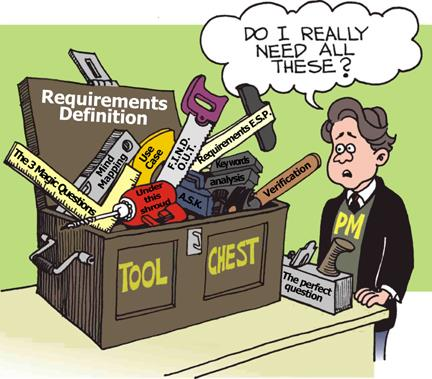 DO I REALLY
NEED ALL
THESE?
Requirements
Definition
The 3 Magic Questions
Mind
Mapping
Use
Case
F.I.N.D.
O.U.T.
Requirements E.S.P.
Under
this
shroud
A.S.K.
Keywords
analysis
Verification
TOOL
CHEST
PM
The perfect
question